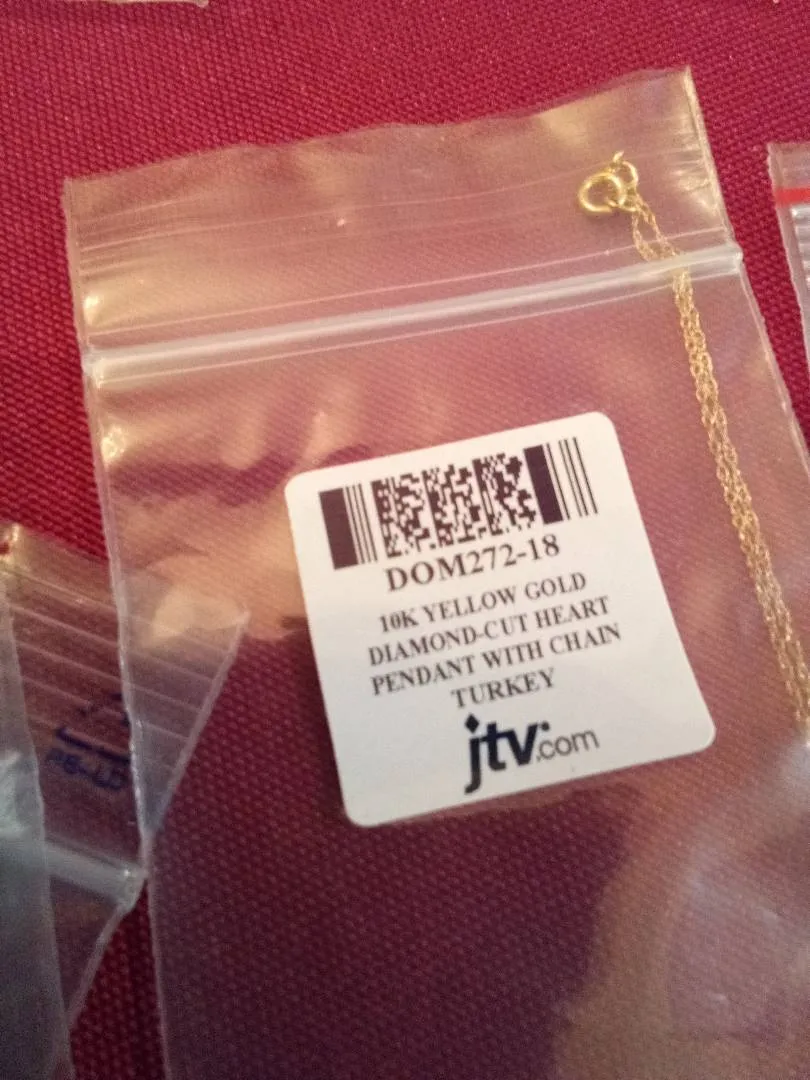 DOM272-18
10K YELLOW GOLD
DIAMOND-CUT HEART
PENDANT WITH CHAIN
TURKEY
jtv.com